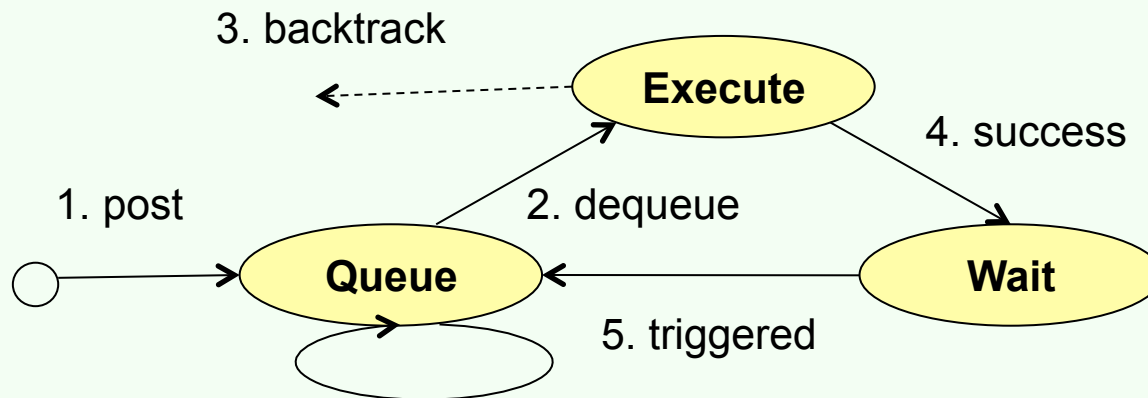 3. backtrack
Execute
4. success
1. post
2. dequeue
Queue
Wait
5. triggered